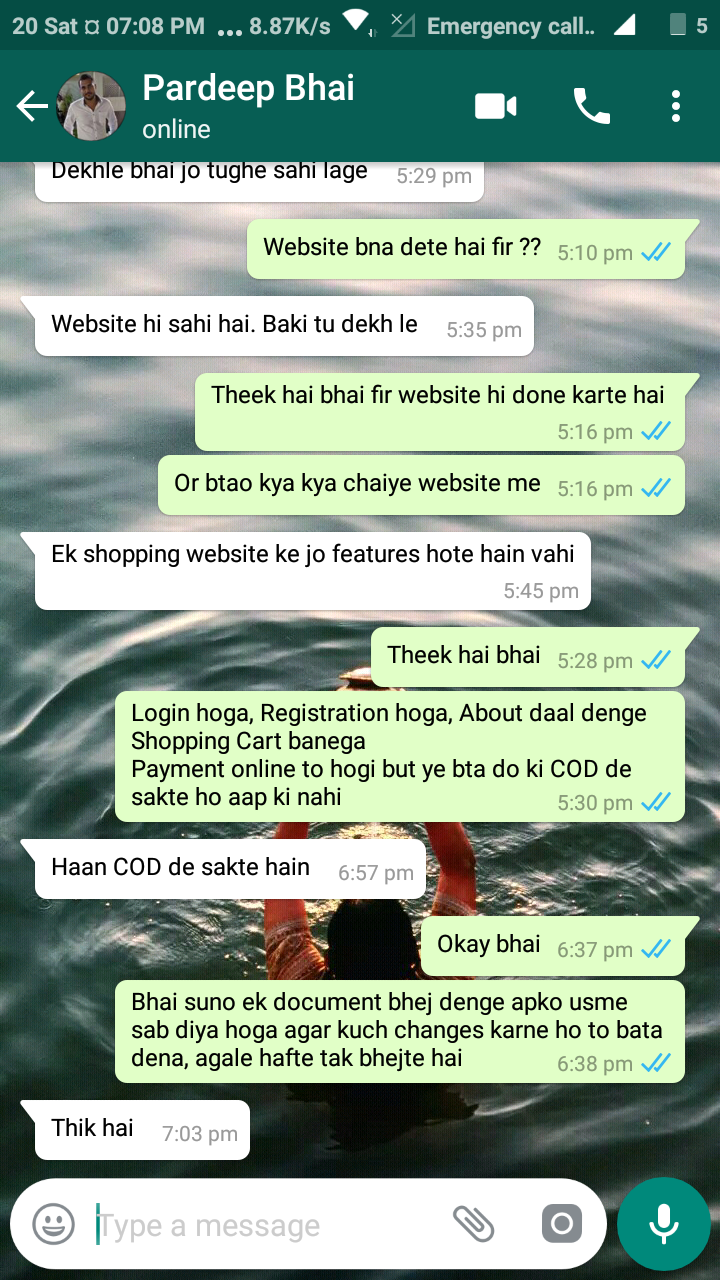 20 Sat ¤ 07:08 PM ... 8.87K/s Emergency call.. 5
Pardeep Bhai
online
Dekhle bhai jo tughe sahi lage 5:29 pm
Website bna dete hai fir ?? 5:10 pm
Website hi sahi hai. Baki tu dekh le 5:35 pm
Theek hai bhai fir website hi done karte hai
5:16 pm
Or btao kya kya chaiye website me 5:16 pm
Ek shopping website ke jo features hote hain vahi
5:45 pm
Theek hai bhai 5:28 pm
Login hoga, Registration hoga, About daal denge
Shopping Cart banega
Payment online to hogi but ye bta do ki COD de
sakte ho aap ki nahi 5:30 pm
Haan COD de sakte hain 6:57 pm
Okay bhai 6:37 pm
Bhai suno ek document bhej denge apko usme
sab diya hoga agar kuch changes karne ho to bata
dena, agale hafte tak bhejte hai 6:38 pm
Thik hai 7:03 pm
Type a message